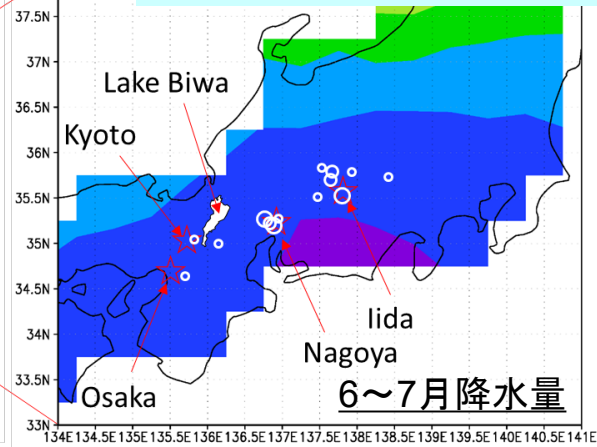 37.5N
37N
36.5N
36N
35.5N
35N
34.5N
34N
33.5N
33N
Lake Biwa
Kyoto
Iida
Nagoya
Osaka
6～7月降水量
134E 134.5E 135E 135.5E 136E 136.5E 137E 137.5E 138E 138.5E 139E 139.5E 140E 140.5E 141E